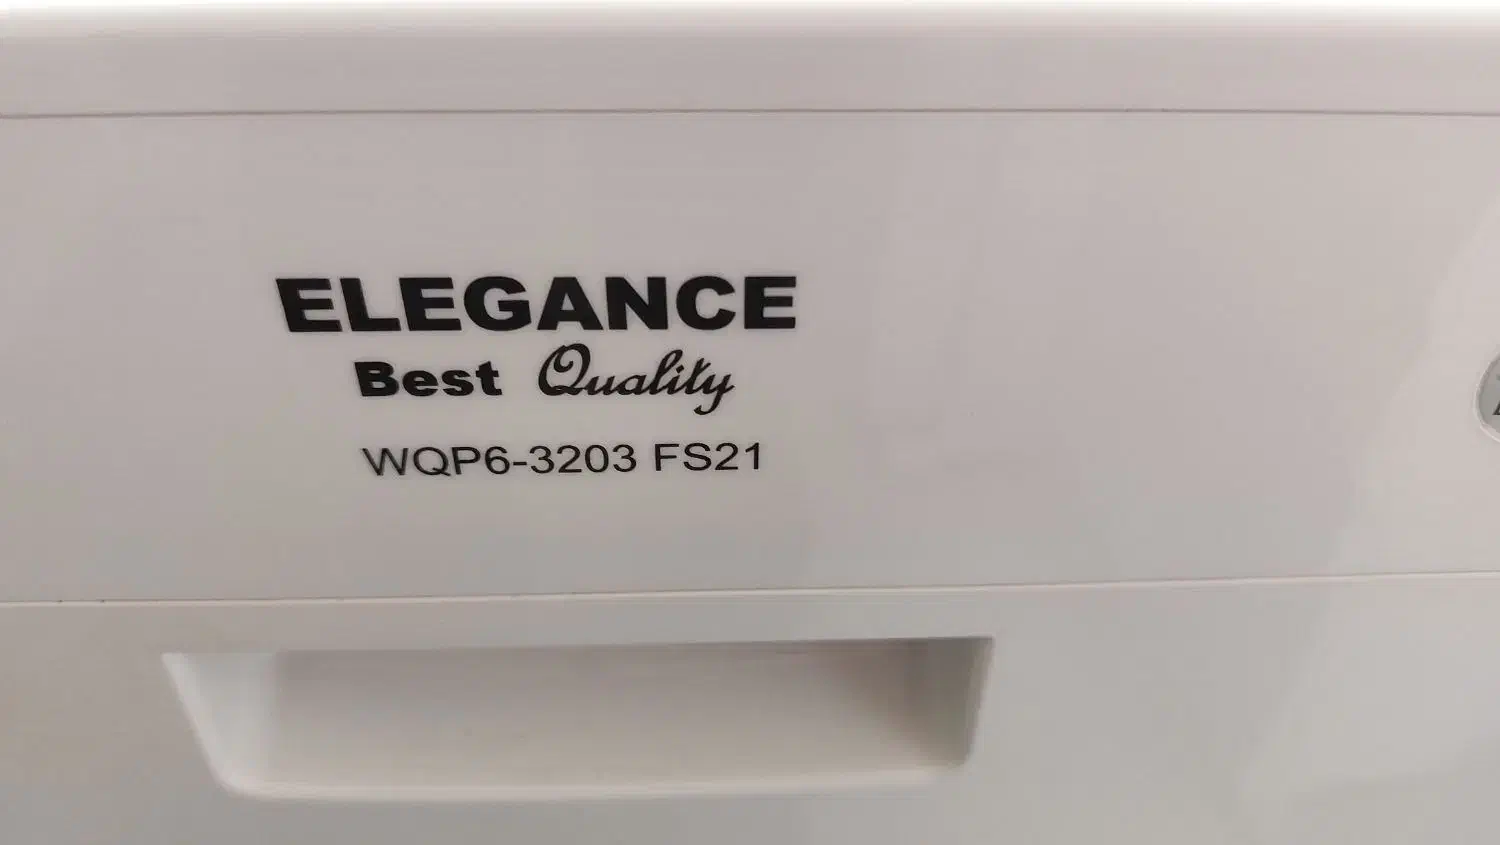 ELEGANCE
Best Quality
WQP6-3203 FS21